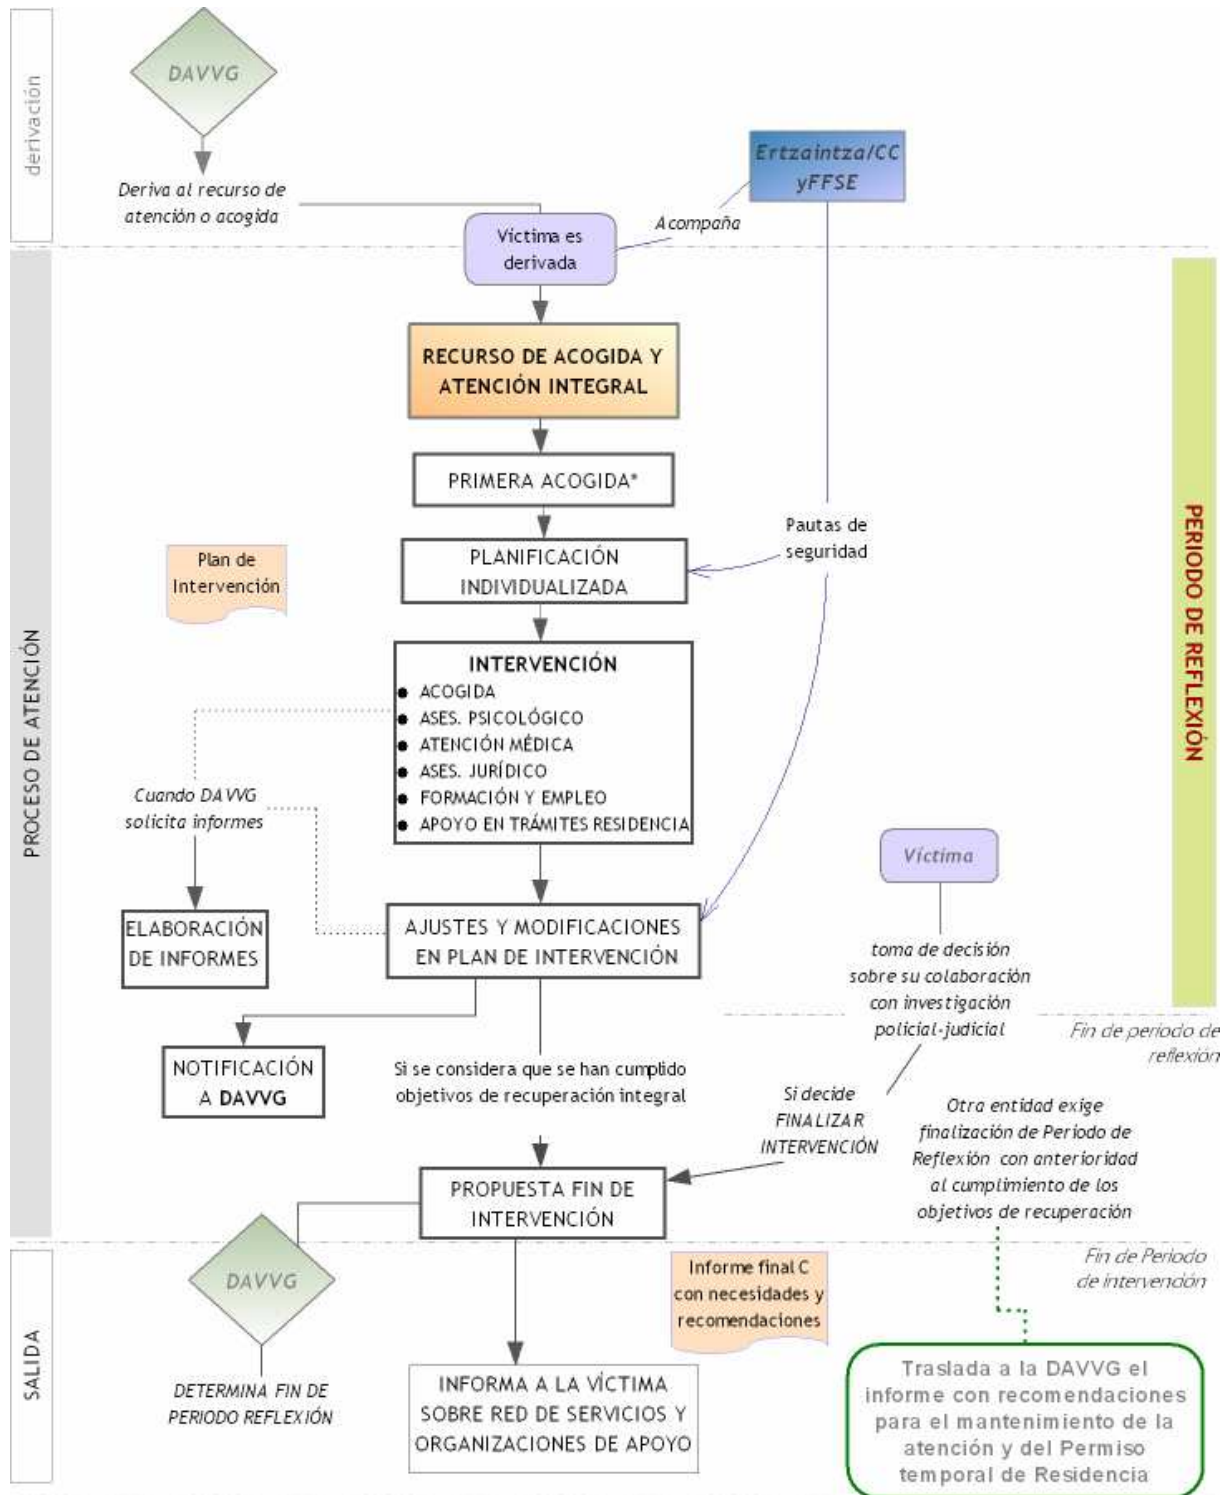 derivación
DAVVG
Deriva al recurso de
atención o acogida
Ertzaintza/CC
yFFSE
Acompaña
Víctima es
derivada
PROCESO DE ATENCIÓN
PERIODO DE REFLEXIÓN
RECURSO DE ACOGIDA Y
ATENCIÓN INTEGRAL
PRIMERA ACOGIDA*
Pautas de
seguridad
PLANIFICACIÓN
INDIVIDUALIZADA
Plan de
Intervención
INTERVENCIÓN
● ACOGIDA
● ASES. PSICOLÓGICO
● ATENCIÓN MÉDICA
● ASES. JURÍDICO
● FORMACIÓN Y EMPLEO
● APOYO EN TRÁMITES RESIDENCIA
Cuando DAVVG
solicita informes
Víctima
ELABORACIÓN
DE INFORMES
AJUSTES Y MODIFICACIONES
EN PLAN DE INTERVENCIÓN
toma de decisión
sobre su colaboración
con investigación
policial-judicial
Fin de periodo de
reflexión
NOTIFICACIÓN
A DAVVG
Si se considera que se han cumplido
objetivos de recuperación integral
Si decide
FINALIZAR
INTERVENCIÓN
Otra entidad exige
finalización de Periodo de
Reflexión con anterioridad
al cumplimiento de los
objetivos de recuperación
PROPUESTA FIN DE
INTERVENCIÓN
SALIDA
DAVVG
Informe final C
con necesidades y
recomendaciones
Fin de Periodo
de intervención
DETERMINA FIN DE
PERIODO REFLEXIÓN
INFORMA A LA VÍCTIMA
SOBRE RED DE SERVICIOS Y
ORGANIZACIONES DE APOYO
Traslada a la DAVVG el
informe con recomendaciones
para el mantenimiento de la
atención y del Permiso
temporal de Residencia